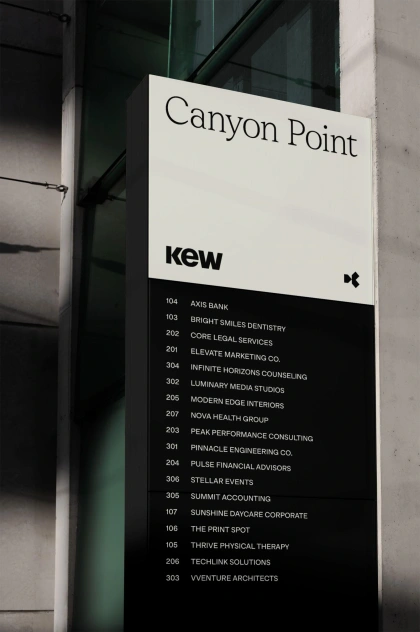 Canyon Point
Kew
104 AXIS BANK
103 BRIGHT SMILES DENTISTRY
202 CORE LEGAL SERVICES
201 ELEVATE MARKETING CO.
304 INFINITE HORIZONS COUNSELING
302 LUMINARY MEDIA STUDIOS
205 MODERN EDGE INTERIORS
207 NOVA HEALTH GROUP
203 PEAK PERFORMANCE CONSULTING
301 PINNACLE ENGINEERING CO.
204 PULSE FINANCIAL ADVISORS
306 STELLAR EVENTS
305 SUMMIT ACCOUNTING
107 SUNSHINE DAYCARE CORPORATE
106 THE PRINT SPOT
105 THRIVE PHYSICAL THERAPY
206 TECHLINK SOLUTIONS
303 VVENTURE ARCHITECTS